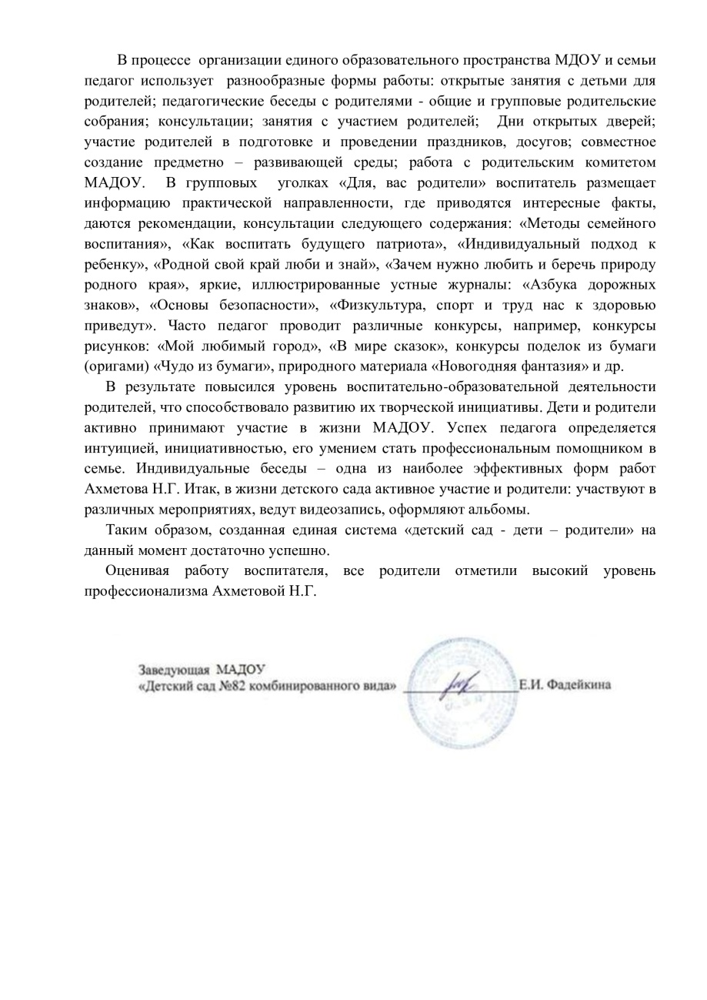 В процессе организации единого образовательного пространства МДОУ и семьи
педагог использует разнообразные формы работы: открытые занятия с детьми для
родителей; педагогические беседы с родителями - общие и групповые родительские
собрания; консультации; занятия с участием родителей; Дни открытых дверей;
участие родителей в подготовке и проведении праздников, досугов; совместное
создание предметно – развивающей среды; работа с родительским комитетом
МАДОУ. В групповых уголках «Для, вас родители» воспитатель размещает
информацию практической направленности, где приводятся интересные факты,
даются рекомендации, консультации следующего содержания: «Методы семейного
воспитания», «Как воспитать будущего патриота», «Индивидуальный подход к
ребенку», «Родной свой край люби и знай», «Зачем нужно любить и беречь природу
родного края», яркие, иллюстрированные устные журналы: «Азбука дорожных
знаков», «Основы безопасности», «Физкультура, спорт и труд нас к здоровью
приведут». Часто педагог проводит различные конкурсы, например, конкурсы
рисунков: «Мой любимый город», «В мире сказок», конкурсы поделок из бумаги
(оригами) «Чудо из бумаги», природного материала «Новогодняя фантазия» и др.
В результате повысился уровень воспитательно-образовательной деятельности
родителей, что способствовало развитию их творческой инициативы. Дети и родители
активно принимают участие в жизни МАДОУ. Успех педагога определяется
интуицией, инициативностью, его умением стать профессиональным помощником в
семье. Индивидуальные беседы – одна из наиболее эффективных форм работ
Ахметова Н.Г. Итак, в жизни детского сада активное участие и родители: участвуют в
различных мероприятиях, ведут видеозапись, оформляют альбомы.
Таким образом, созданная единая система «детский сад - дети – родители» на
данный момент достаточно успешно.
Оценивая работу воспитателя, все родители отметили высокий уровень
профессионализма Ахметовой Н.Г.
Заведующая МАДОУ
«Детский сад №82 комбинированного вида» Е.И. Фадейкина